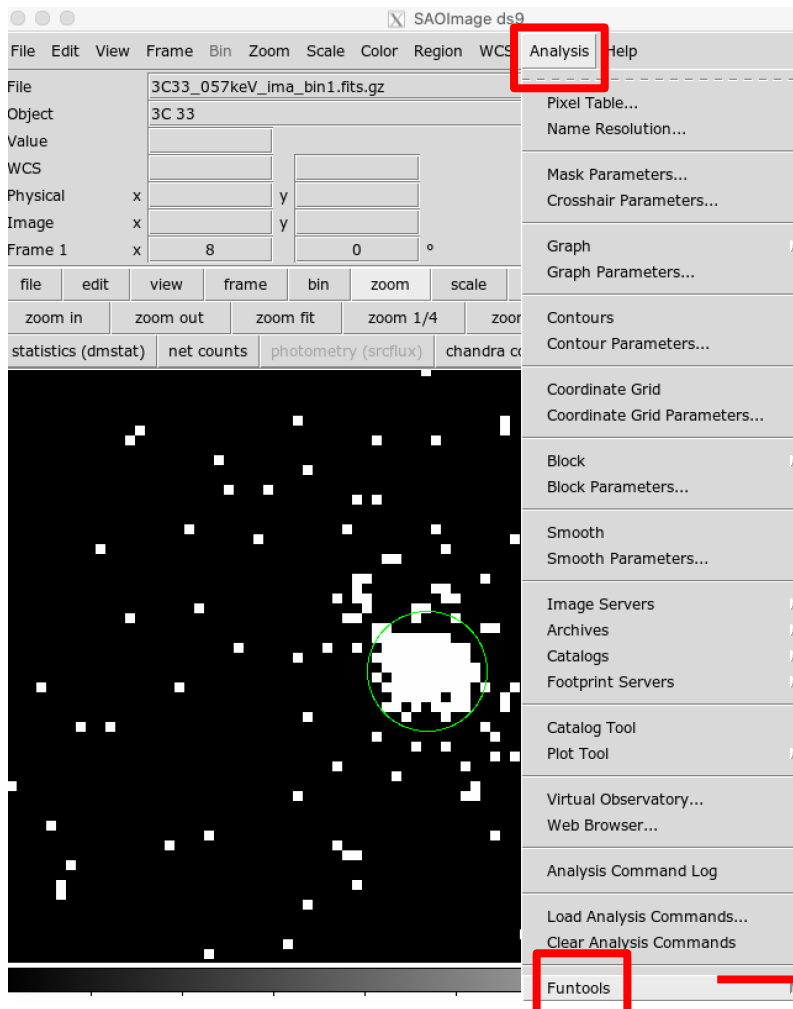 X SAOImage ds9
File Edit View Frame Bin Zoom Scale Color Region WCS Analysis Help
File 3C33_057keV_ima_bin1.fits.gz
Object 3C 33
Value
WCS
Physical x y
Image x y
Frame 1 x 8 0 °
file edit view frame bin zoom scale
zoom in zoom out zoom fit zoom 1/4
statistics (dmstat) net counts photometry (srcflux) chandra
Pixel Table...
Name Resolution...
Mask Parameters...
Crosshair Parameters...
Graph
Graph Parameters...
Contours
Contour Parameters...
Coordinate Grid
Coordinate Grid Parameters...
Block
Block Parameters...
Smooth
Smooth Parameters...
Image Servers
Archives
Catalogs
Footprint Servers
Catalog Tool
Plot Tool
Virtual Observatory...
Web Browser...
Analysis Command Log
Load Analysis Commands...
Clear Analysis Commands
Funtools